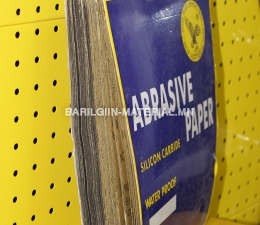 ABRASIVE
PAPER
BARILGIIN-MATERIAL.MN
SILICON CARBIDE
WATER PROOF